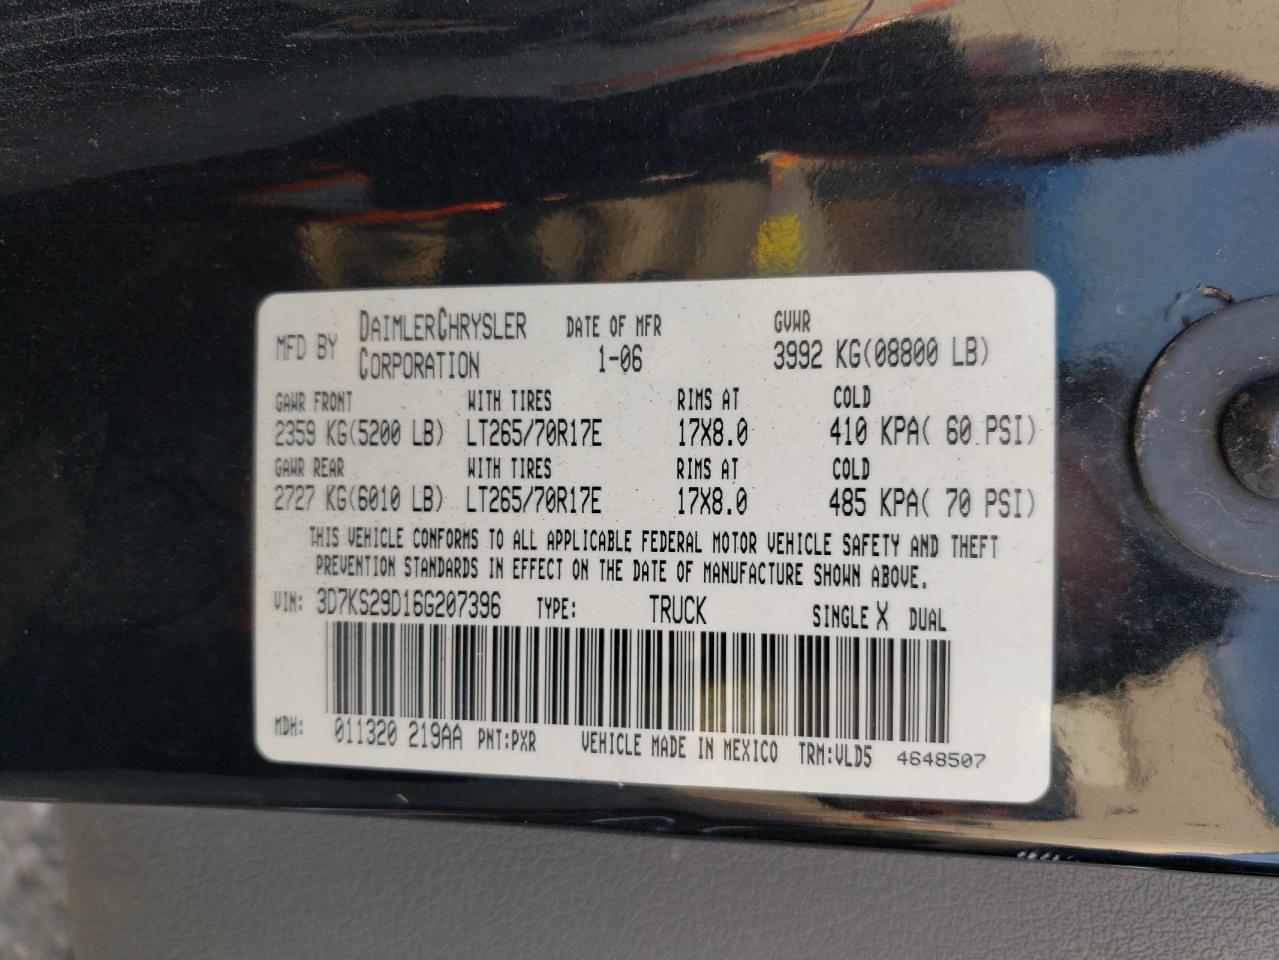 MFD BY DAIMLERCHRYSLER CORPORATION DATE OF MFR 1-06 GVWR 3992 KG(08800 LB)
GAWR FRONT WITH TIRES RIMS AT COLD
2359 KG(5200 LB) LT265/70R17E 17X8.0 410 KPA( 60 PSI)
GAWR REAR WITH TIRES RIMS AT COLD
2727 KG(6010 LB) LT265/70R17E 17X8.0 485 KPA( 70 PSI)
THIS VEHICLE CONFORMS TO ALL APPLICABLE FEDERAL MOTOR VEHICLE SAFETY AND THEFT
PREVENTION STANDARDS IN EFFECT ON THE DATE OF MANUFACTURE SHOWN ABOVE.
VIN: 3D7KS29D16G207396 TYPE: TRUCK SINGLE X DUAL
MDH: 011320 219AA PNT:PXR VEHICLE MADE IN MEXICO TRM:VLD5 4648507